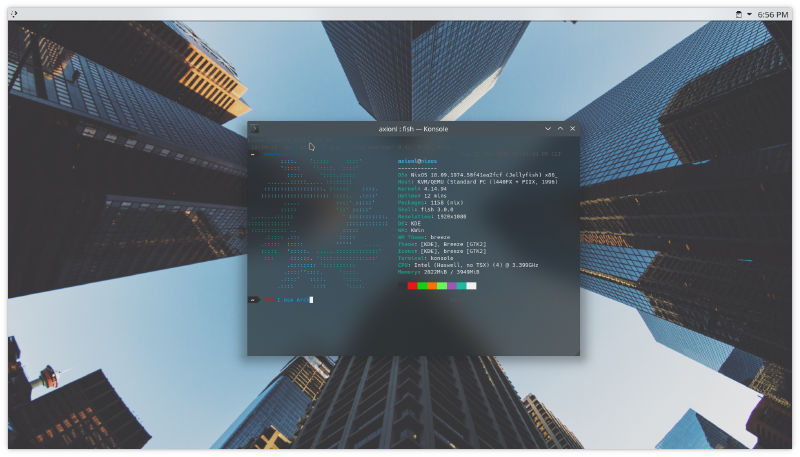 6:56 PM
axionl : fish — Konsole
axionl@nixos
------------
OS: NixOS 18.09.1974.50f41ea2fcf (Jellyfish) x86_
Host: KVM/QEMU (Standard PC (i440FX + PIIX, 1996)
Kernel: 4.14.94
Uptime: 12 mins
Packages: 1150 (nix)
Shell: fish 3.0.0
Resolution: 1920x1080
DE: KDE
WM: KWin
WM Theme: breeze
Theme: [KDE], Breeze [GTK2]
Icons: [KDE], breeze [GTK2]
Terminal: konsole
CPU: Intel (Haswell, no TSX) (4) @ 3.399GHz
Memory: 2822MiB / 3949MiB
I use Arch